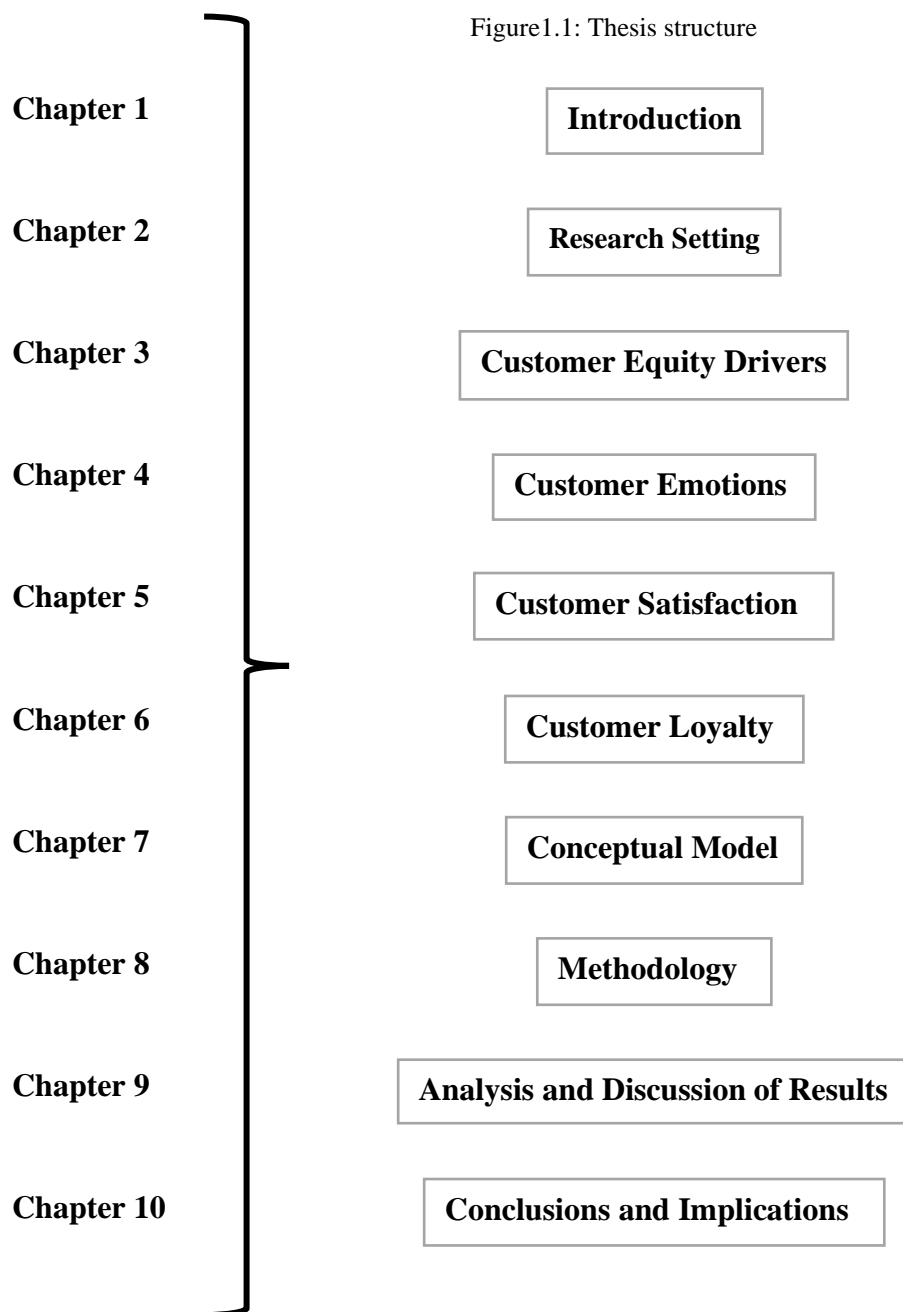 Figure1.1: Thesis structure
Chapter 1
Introduction
Chapter 2
Research Setting
Chapter 3
Customer Equity Drivers
Chapter 4
Customer Emotions
Chapter 5
Customer Satisfaction
Chapter 6
Customer Loyalty
Chapter 7
Conceptual Model
Chapter 8
Methodology
Chapter 9
Analysis and Discussion of Results
Chapter 10
Conclusions and Implications